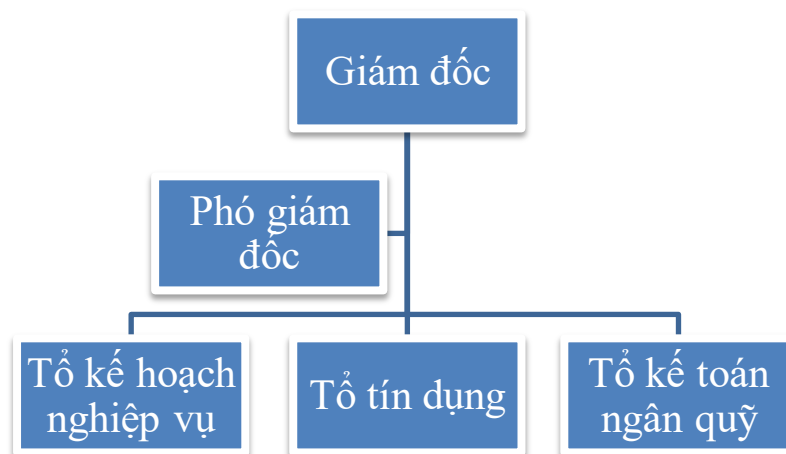 Giám đốc
Phó giám
đốc
Tổ kế hoạch
nghiệp vụ
Tổ tín dụng
Tổ kế toán
ngân quỹ